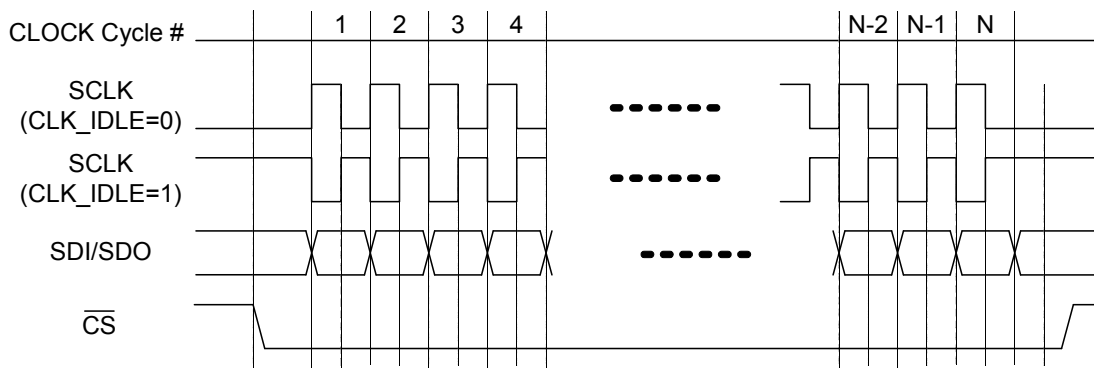 CLOCK Cycle # 1 2 3 4 N-2 N-1 N
SCLK
(CLK_IDLE=0)
SCLK
(CLK_IDLE=1)
SDI/SDO
CS